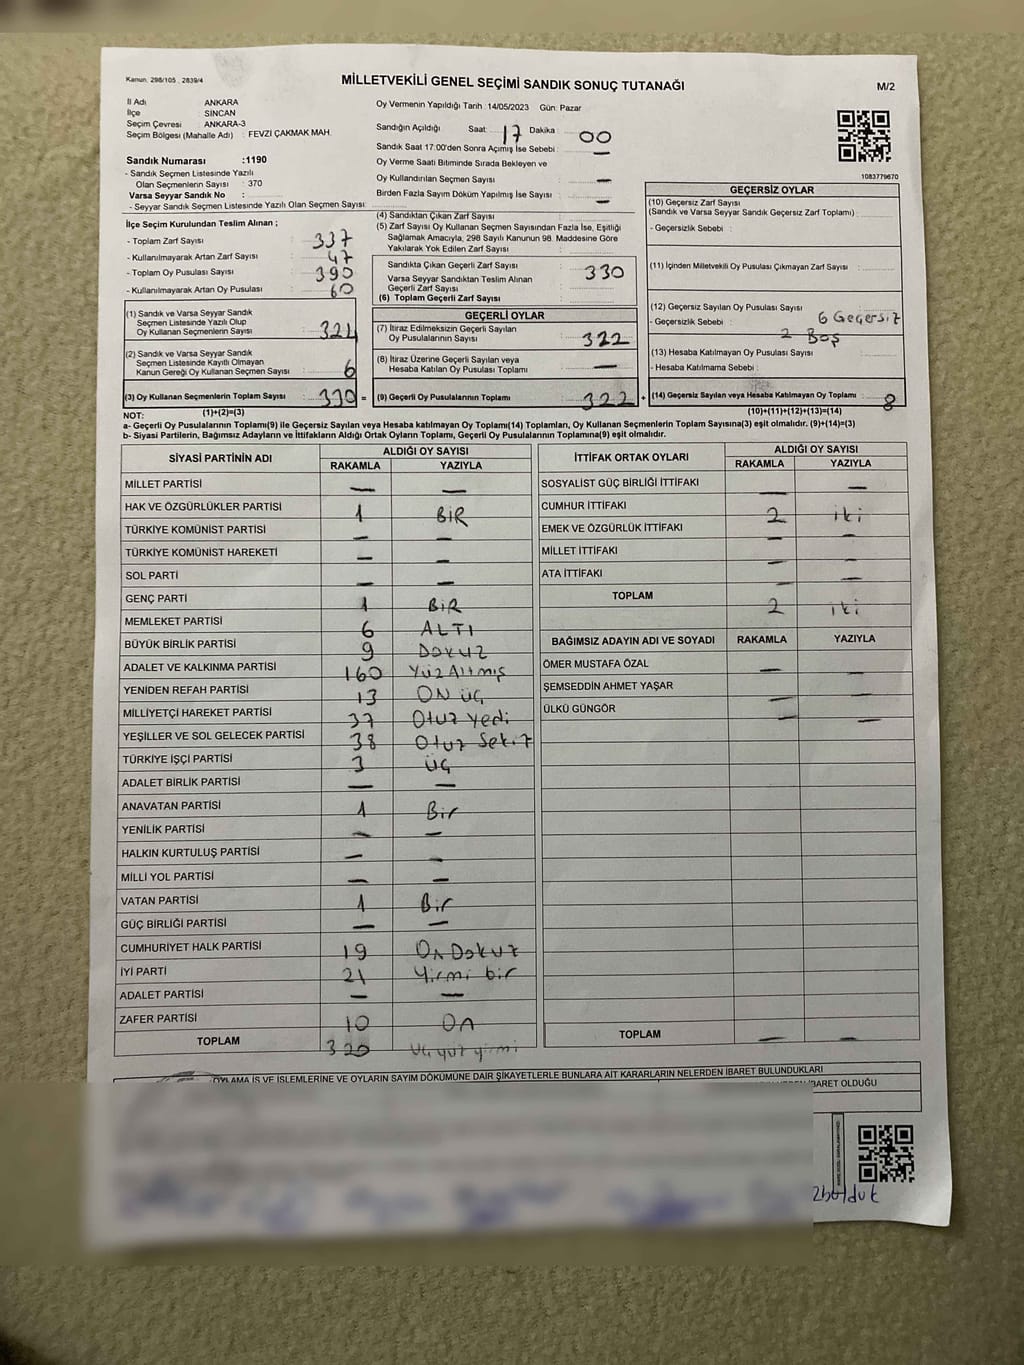 Kanun, 298/105 , 2839/4
MİLLETVEKİLİ GENEL SEÇİMİ SANDIK SONUÇ TUTANAĞI
M/2
İl Adı ANKARA
İlçe SİNCAN
Seçim Çevresi ANKARA-3
Seçim Bölgesi (Mahalle Adı) : FEVZİ ÇAKMAK MAH.
Sandık Numarası :1190
- Sandık Seçmen Listesinde Yazılı
Olan Seçmenlerin Sayısı : 370
Varsa Seyyar Sandık No :
- Seyyar Sandık Seçmen Listesinde Yazılı Olan Seçmen Sayısı:
Oy Vermenin Yapıldığı Tarih :14/05/2023 Gün: Pazar
Sandığın Açıldığı Saat: 17 Dakika : 00
Sandık Saat 17:00'den Sonra Açımış İse Sebebi : —
Oy Verme Saati Bitiminde Sırada Bekleyen ve
Oy Kullandırılan Seçmen Sayısı : —
Birden Fazla Sayım Döküm Yapılmış İse Sayısı : —
1083779670
İlçe Seçim Kurulundan Teslim Alınan ;
- Toplam Zarf Sayısı : 337
- Kullanılmayarak Artan Zarf Sayısı : 47
- Toplam Oy Pusulası Sayısı : 390
- Kullanılmayarak Artan Oy Pusulası : 60
(1) Sandık ve Varsa Seyyar Sandık
Seçmen Listesinde Yazılı Olup
Oy Kullanan Seçmenlerin Sayısı : 324
(2) Sandık ve Varsa Seyyar Sandık
Seçmen Listesinde Kayıtlı Olmayan
Kanun Gereği Oy Kullanan Seçmen Sayısı : 6
(3) Oy Kullanan Seçmenlerin Toplam Sayısı : 330 =
(4) Sandıktan Çıkan Zarf Sayısı :
(5) Zarf Sayısı Oy Kullanan Seçmen Sayısından Fazla İse, Eşitliği
Sağlamak Amacıyla, 298 Sayılı Kanunun 98. Maddesine Göre
Yakılarak Yok Edilen Zarf Sayısı :
Sandıkta Çıkan Geçerli Zarf Sayısı : 330
Varsa Seyyar Sandıktan Teslim Alınan
Geçerli Zarf Sayısı :
(6) Toplam Geçerli Zarf Sayısı :
GEÇERLİ OYLAR
(7) İtiraz Edilmeksizin Geçerli Sayılan
Oy Pusulalarının Sayısı : 322
(8) İtiraz Üzerine Geçerli Sayılan veya
Hesaba Katılan Oy Pusulası Toplamı : —
(9) Geçerli Oy Pusulalarının Toplamı : 322 +
GEÇERSİZ OYLAR
(10) Geçersiz Zarf Sayısı
(Sandık ve Varsa Seyyar Sandık Geçersiz Zarf Toplamı) :
- Geçersizlik Sebebi :
(11) İçinden Milletvekili Oy Pusulası Çıkmayan Zarf Sayısı :
(12) Geçersiz Sayılan Oy Pusulası Sayısı : 6 Geçersiz
- Geçersizlik Sebebi : 2 Boş
(13) Hesaba Katılmayan Oy Pusulası Sayısı :
- Hesaba Katılmama Sebebi :
(14) Geçersiz Sayılan veya Hesaba Katılmayan Oy Toplamı : 8
NOT: (1)+(2)=(3) (10)+(11)+(12)+(13)=(14)
a- Geçerli Oy Pusulalarının Toplamı(9) ile Geçersiz Sayılan veya Hesaba Katılmayan Oy Toplamı(14) Toplamları, Oy Kullanan Seçmenlerin Toplam Sayısına(3) eşit olmalıdır. (9)+(14)=(3)
b- Siyasi Partilerin, Bağımsız Adayların ve İttifakların Aldığı Ortak Oyların Toplamı, Geçerli Oy Pusulalarının Toplamına(9) eşit olmalıdır.
SİYASİ PARTİNİN ADI ALDIĞI OY SAYISI
RAKAMLA YAZIYLA
MİLLET PARTİSİ — —
HAK VE ÖZGÜRLÜKLER PARTİSİ 1 BİR
TÜRKİYE KOMÜNİST PARTİSİ — —
TÜRKİYE KOMÜNİST HAREKETİ — —
SOL PARTİ — —
GENÇ PARTİ 1 BİR
MEMLEKET PARTİSİ 6 ALTI
BÜYÜK BİRLİK PARTİSİ 9 DOKUZ
ADALET VE KALKINMA PARTİSİ 160 Yüz Altmış
YENİDEN REFAH PARTİSİ 13 ON ÜÇ
MİLLİYETÇİ HAREKET PARTİSİ 37 Otuz Yedi
YEŞİLLER VE SOL GELECEK PARTİSİ 38 Otuz Sekiz
TÜRKİYE İŞÇİ PARTİSİ 3 ÜÇ
ADALET BİRLİK PARTİSİ — —
ANAVATAN PARTİSİ 1 Bir
YENİLİK PARTİSİ — —
HALKIN KURTULUŞ PARTİSİ — —
MİLLİ YOL PARTİSİ — —
VATAN PARTİSİ 1 Bir
GÜÇ BİRLİĞİ PARTİSİ — —
CUMHURİYET HALK PARTİSİ 19 On Dokuz
İYİ PARTİ 21 Yirmi bir
ADALET PARTİSİ — —
ZAFER PARTİSİ 10 On
TOPLAM 320 üç yüz yirmi
İTTİFAK ORTAK OYLARI ALDIĞI OY SAYISI
RAKAMLA YAZIYLA
SOSYALİST GÜÇ BİRLİĞİ İTTİFAKI — —
CUMHUR İTTİFAKI 2 iki
EMEK VE ÖZGÜRLÜK İTTİFAKI — —
MİLLET İTTİFAKI — —
ATA İTTİFAKI — —
TOPLAM 2 iki
BAĞIMSIZ ADAYIN ADI VE SOYADI RAKAMLA YAZIYLA
ÖMER MUSTAFA ÖZAL — —
ŞEMSEDDİN AHMET YAŞAR — —
ÜLKÜ GÜNGÖR — —
TOPLAM — —
OYLAMA İŞ VE İŞLEMLERİNE VE OYLARIN SAYIM DÖKÜMÜNE DAİR ŞİKAYETLERLE BUNLARA AİT KARARLARIN NELERDEN İBARET BULUNDUKLARI
İBARET OLDUĞU